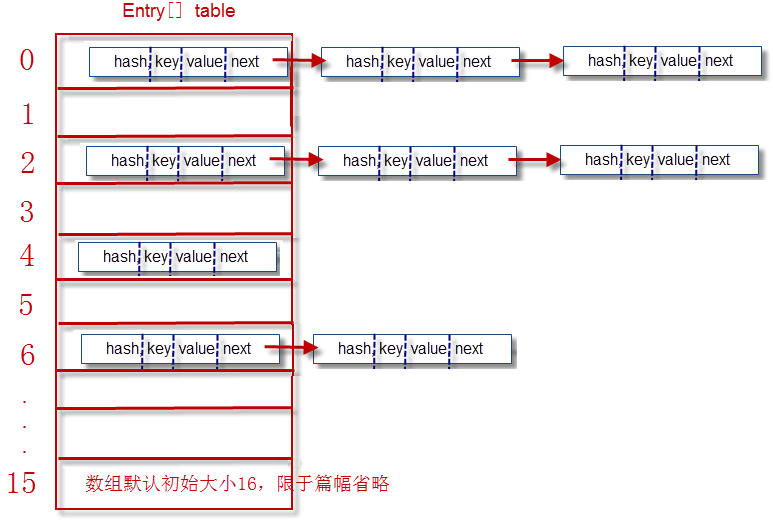 Entry[] table
0 hash key value next hash key value next hash key value next
1
2 hash key value next hash key value next hash key value next
3
4 hash key value next
5
6 hash key value next hash key value next
.
.
.
15 数组默认初始大小16，限于篇幅省略